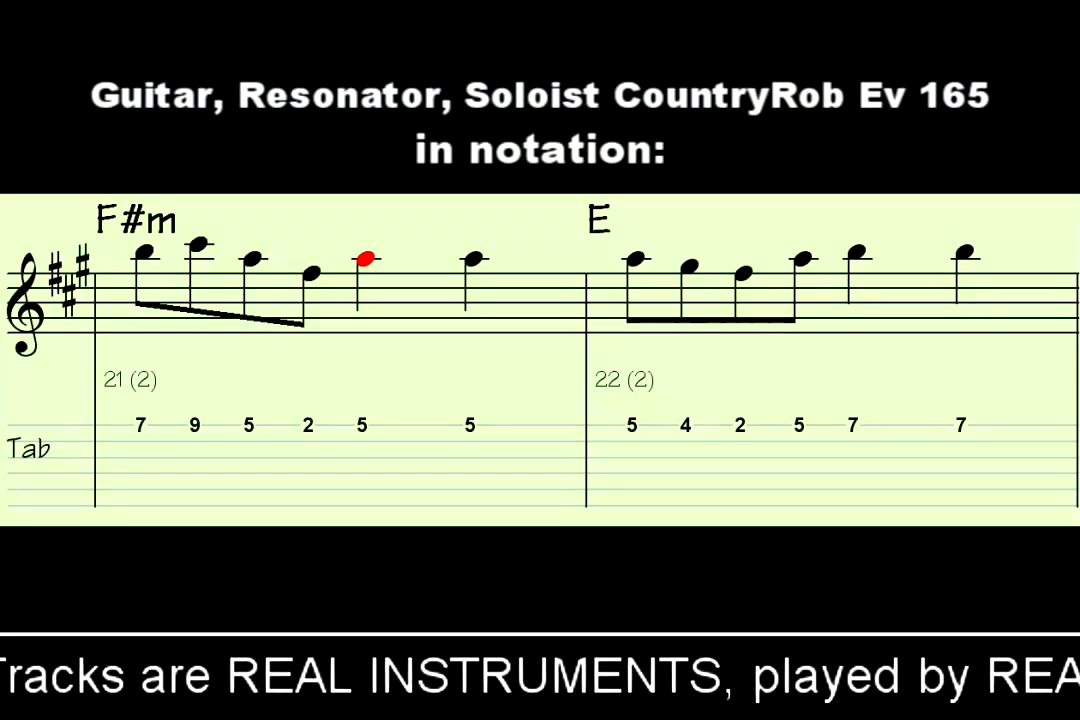 Guitar, Resonator, Soloist CountryRob Ev 165
in notation:
F#m E
21 (2) 22 (2)
7 9 5 2 5 5 5 4 2 5 7 7
Tab
Tracks are REAL INSTRUMENTS, played by REA